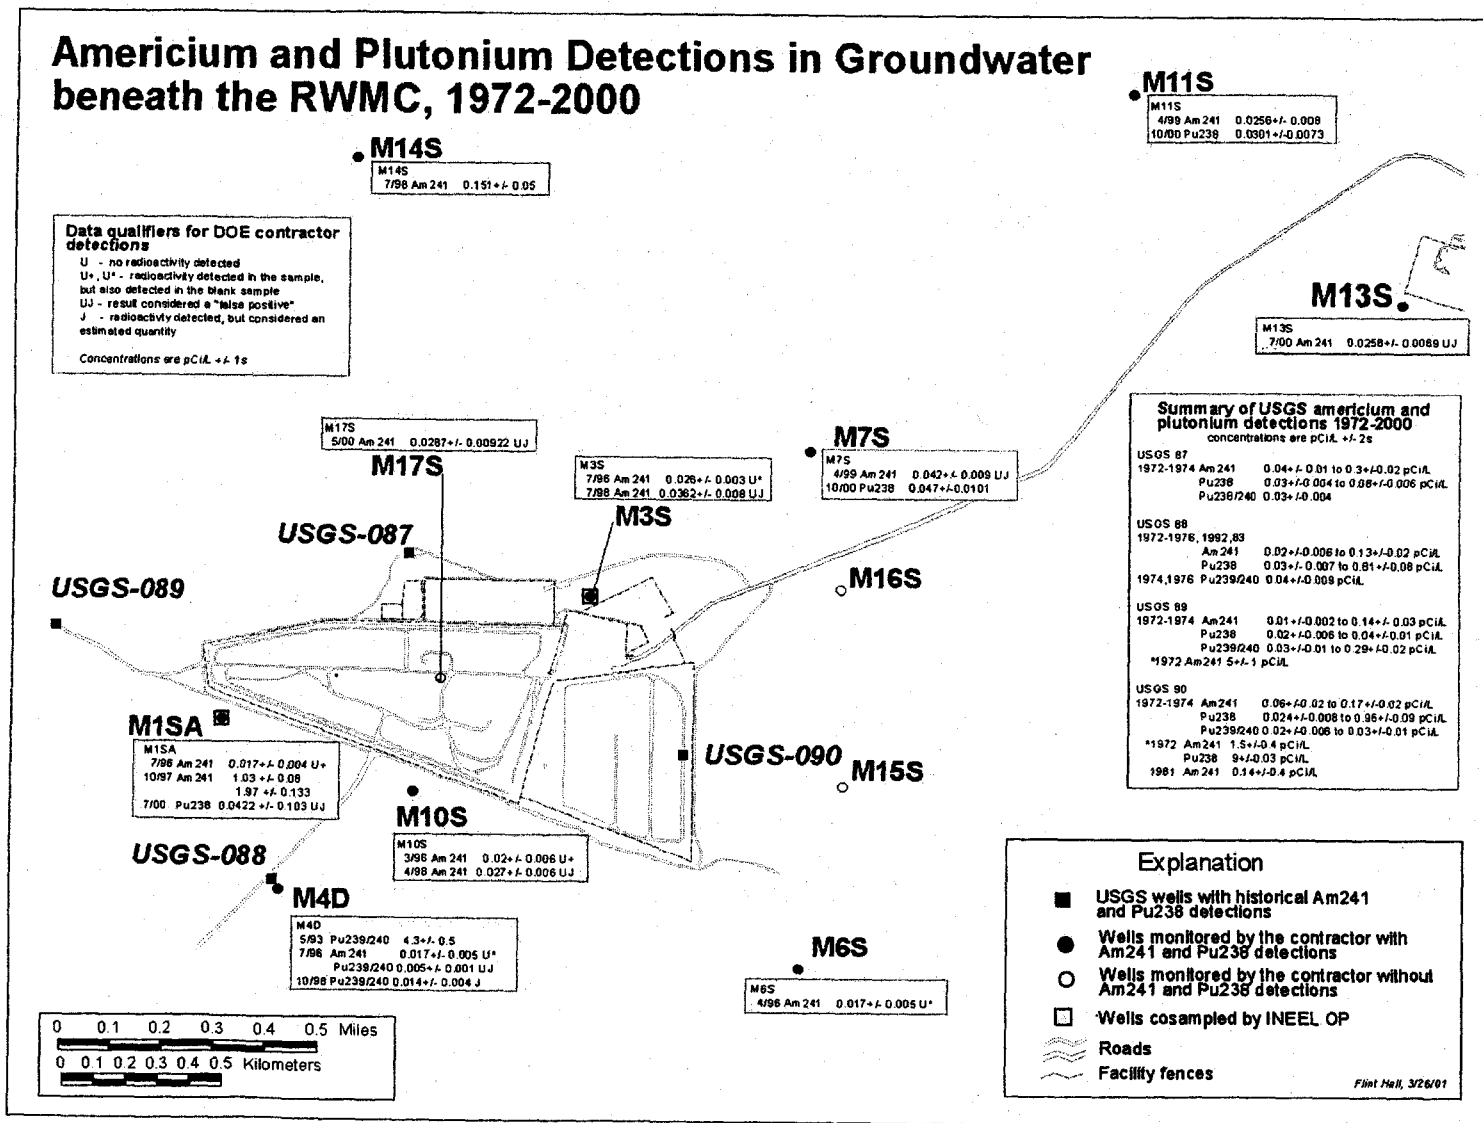 Americium and Plutonium Detections in Groundwater
beneath the RWMC, 1972-2000
M11S
M11S
4/99 Am 241 0.0256+/- 0.008
10/00 Pu238 0.0301+/-0.0073
M14S
M14S
7/98 Am 241 0.151+/- 0.05
Data qualifiers for DOE contractor
detections
U - no radioactivity detected
U+, U* - radioactivity detected in the sample,
but also detected in the blank sample
UJ - result considered a "false positive"
J - radioactivity detected, but considered an
estimated quantity
Concentrations are pCi/L +/- 1s
M13S
M13S
7/00 Am 241 0.0258+/- 0.0089 UJ
Summary of USGS americium and
plutonium detections 1972-2000
concentrations are pCi/L +/- 2s
USGS 87
1972-1974 Am 241 0.04+/- 0.01 to 0.3+/-0.02 pCi/L
Pu238 0.03+/-0.004 to 0.08+/-0.006 pCi/L
Pu238/240 0.03+/-0.004
USGS 88
1972-1976, 1992,83
Am 241 0.02+/-0.006 to 0.13+/-0.02 pCi/L
Pu238 0.03+/- 0.007 to 0.81+/-0.08 pCi/L
1974,1976 Pu239/240 0.04+/-0.009 pCi/L
USGS 89
1972-1974 Am 241 0.01+/-0.002 to 0.14+/- 0.03 pCi/L
Pu238 0.02+/-0.006 to 0.04+/-0.01 pCi/L
Pu239/240 0.03+/-0.01 to 0.29+/-0.02 pCi/L
*1972 Am 241 5+/- 1 pCi/L
USGS 90
1972-1974 Am 241 0.06+/-0.02 to 0.17+/-0.02 pCi/L
Pu238 0.024+/-0.008 to 0.96+/-0.09 pCi/L
Pu239/240 0.02+/-0.006 to 0.03+/-0.01 pCi/L
*1972 Am 241 1.5+/-0.4 pCi/L
Pu238 9+/-0.03 pCi/L
1981 Am 241 0.14+/-0.4 pCi/L
M17S
5/00 Am 241 0.0287+/- 0.00922 UJ
M17S
M3S
7/96 Am 241 0.026+/- 0.003 U*
7/98 Am 241 0.0362+/- 0.008 UJ
M3S
M7S
M7S
4/99 Am 241 0.042+/- 0.009 UJ
10/00 Pu238 0.047+/-0.0101
USGS-087
USGS-089
M16S
M1SA
M1SA
7/96 Am 241 0.017+/- 0.004 U+
10/97 Am 241 1.03 +/- 0.08
1.97 +/- 0.133
7/00 Pu238 0.0422 +/- 0.103 UJ
USGS-090
M15S
M10S
M10S
3/96 Am 241 0.02+/- 0.006 U+
4/98 Am 241 0.027+/- 0.006 UJ
USGS-088
M4D
M4D
5/93 Pu239/240 4.3+/- 0.5
7/96 Am 241 0.017+/- 0.005 U*
Pu239/240 0.005+/- 0.001 UJ
10/98 Pu239/240 0.014+/- 0.004 J
M6S
M6S
4/96 Am 241 0.017+/- 0.005 U*
0 0.1 0.2 0.3 0.4 0.5 Miles
0 0.1 0.2 0.3 0.4 0.5 Kilometers
Explanation
USGS wells with historical Am241
and Pu238 detections
Wells monitored by the contractor with
Am241 and Pu238 detections
Wells monitored by the contractor without
Am241 and Pu238 detections
Wells cosampled by INEEL OP
Roads
Facility fences
Flint Hall, 3/26/01